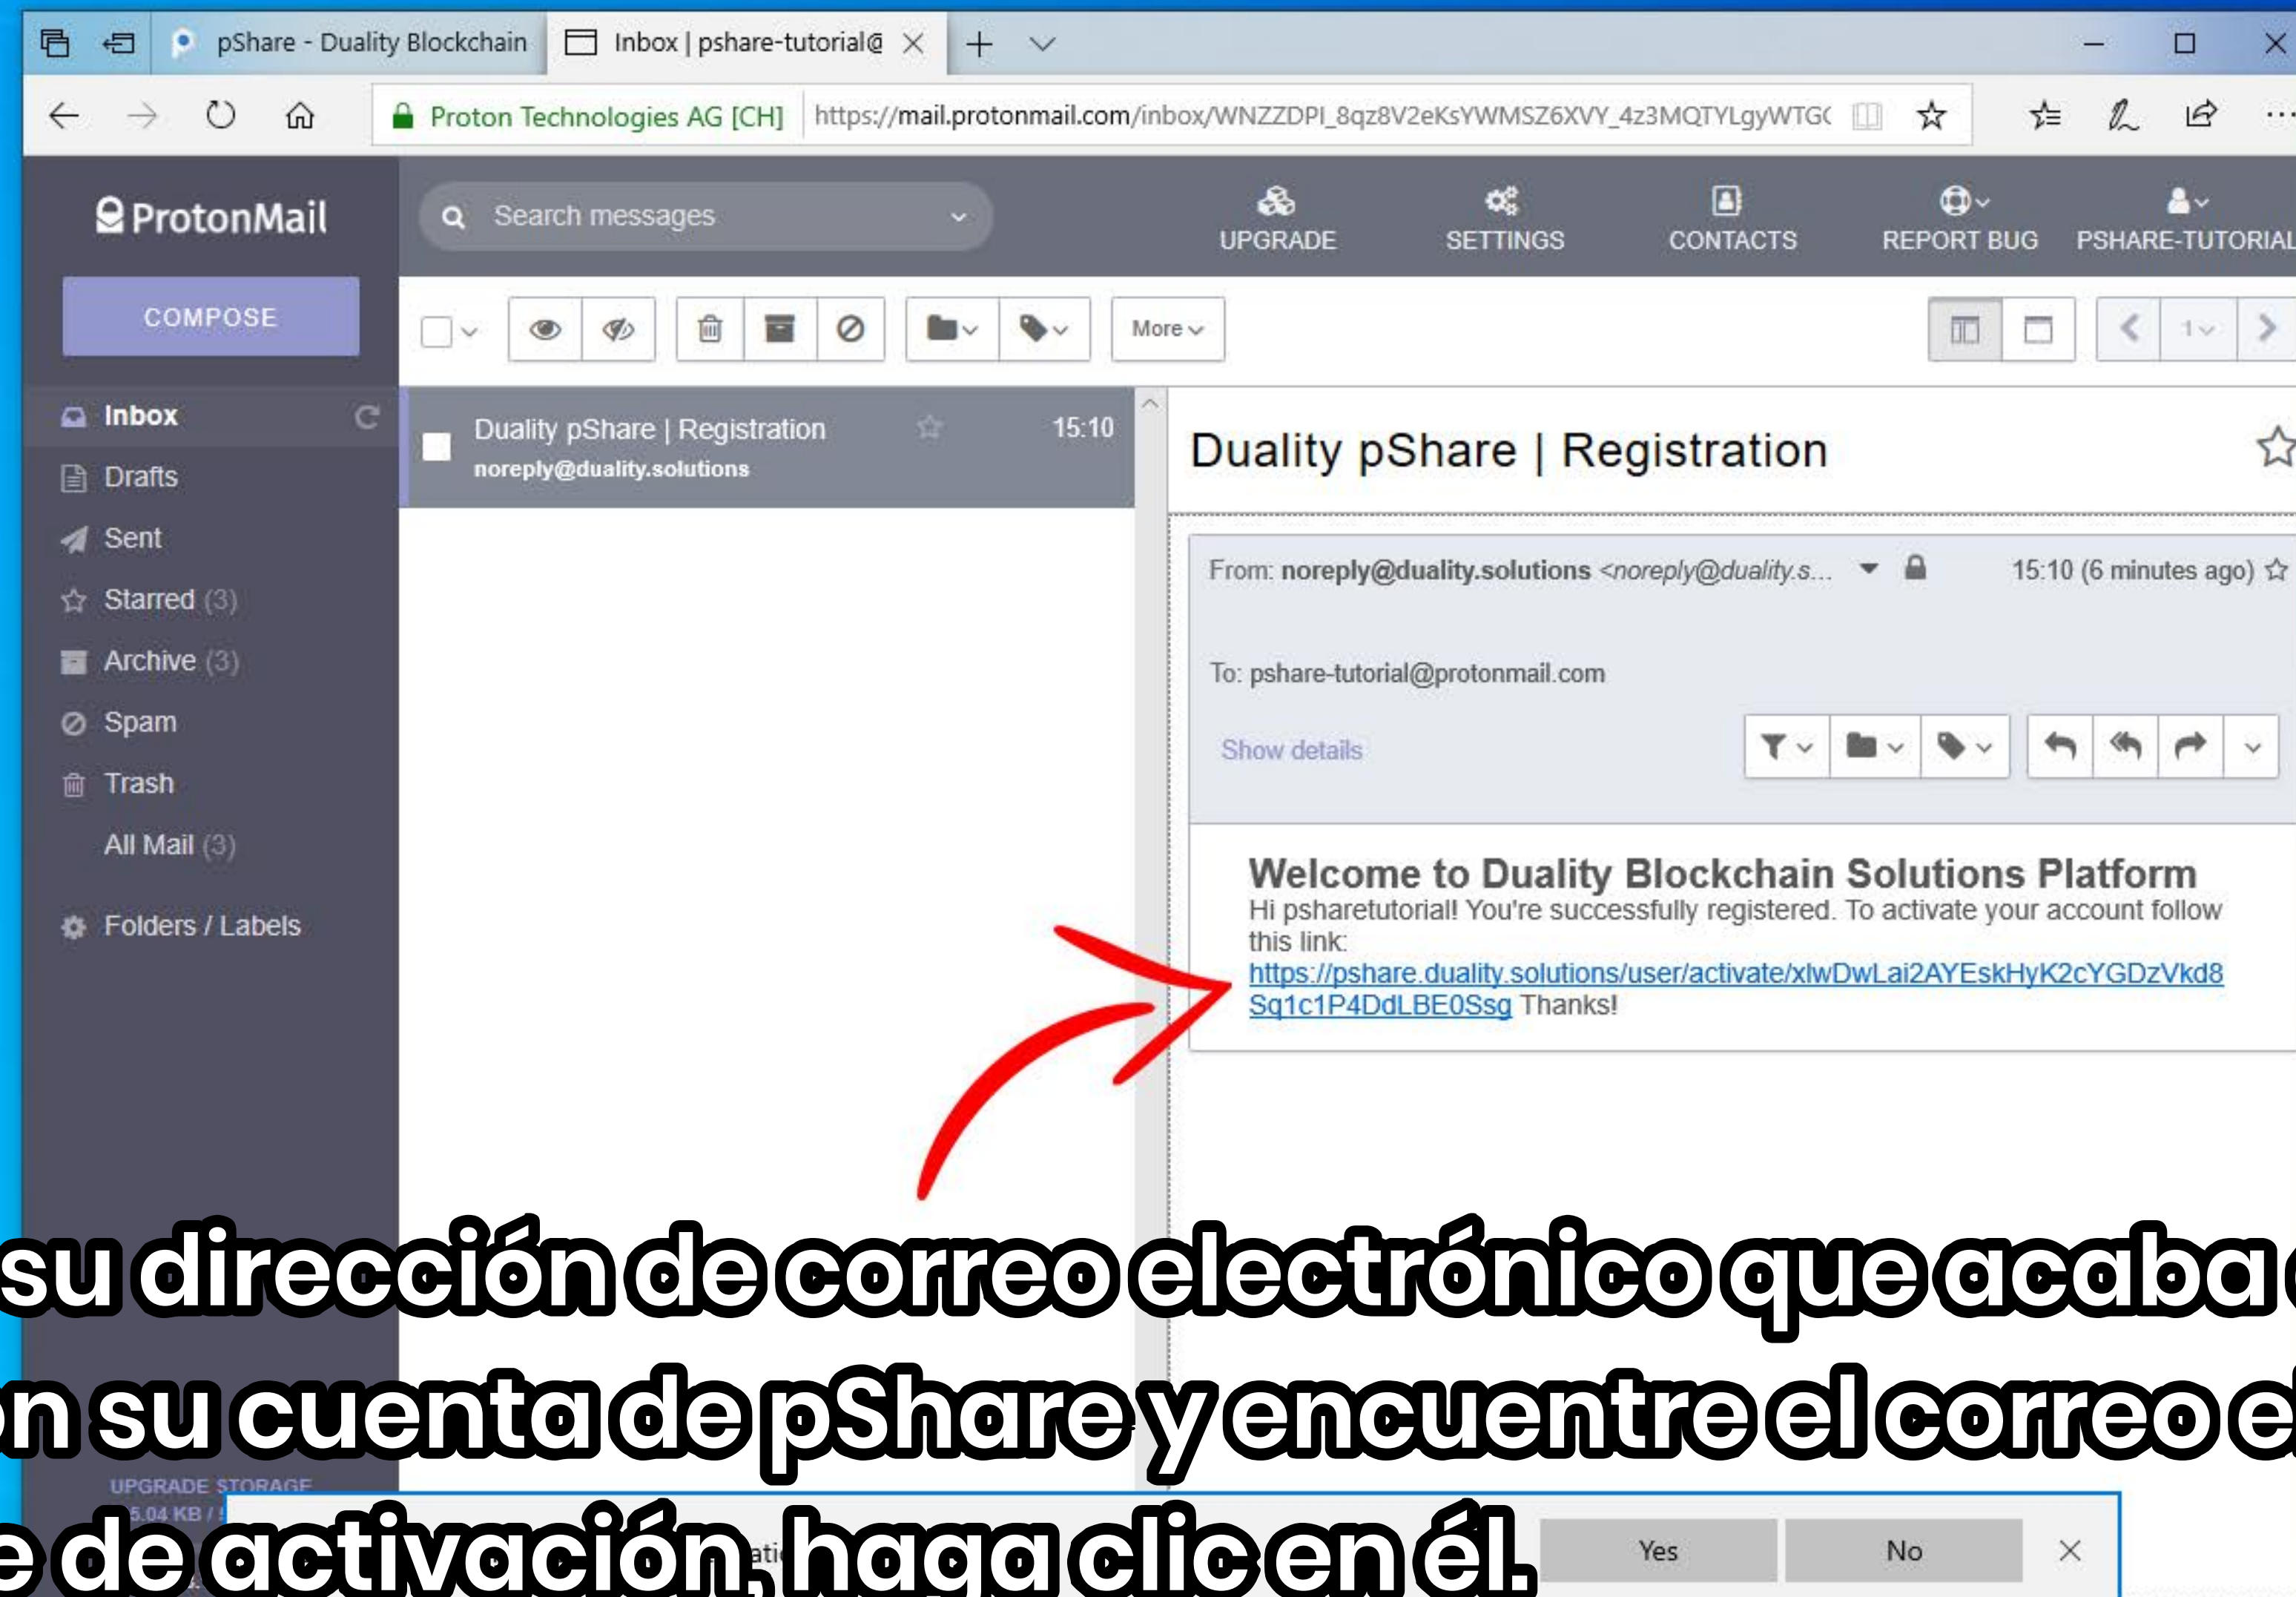 pShare - Duality Blockchain
Inbox | pshare-tutorial@
Proton Technologies AG [CH]
https://mail.protonmail.com/inbox/WNZZDPI_8qz8V2eKsYWMSZ6XVY_4z3MQTYLgyWTG
ProtonMail
Search messages
UPGRADE
SETTINGS
CONTACTS
REPORT BUG
PSHARE-TUTORIAL
COMPOSE
More
1
Inbox
Drafts
Sent
Starred (3)
Archive (3)
Spam
Trash
All Mail (3)
Folders / Labels
Duality pShare | Registration
15:10
noreply@duality.solutions
Duality pShare | Registration
From: noreply@duality.solutions <noreply@duality.s...
15:10 (6 minutes ago)
To: pshare-tutorial@protonmail.com
Show details
Welcome to Duality Blockchain Solutions Platform
Hi psharetutorial! You're successfully registered. To activate your account follow
this link:
https://pshare.duality.solutions/user/activate/xlwDwLai2AYEskHyK2cYGDzVkd8
Sq1c1P4DdLBE0Ssg Thanks!
su dirección de correo electrónico que acaba
su cuenta de pShare y encuentre el correo
UPGRADE STORAGE
5.04 KB /
de activación, haga clic en él.
Yes
No